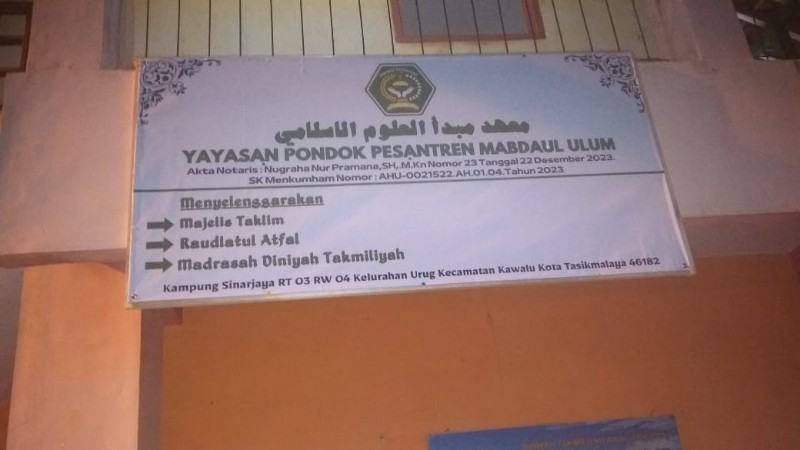 معهد مبدأ العلوم الاسلامي
YAYASAN PONDOK PESANTREN MABDAUL ULUM
Akta Notaris : Nugraha Nur Pramana,SH,.M.Kn Nomor 23 Tanggal 22 Desember 2023.
SK Menkumham Nomor : AHU-0021522.AH.01.04.Tahun 2023
Menyelenggarakan
Majelis Taklim
Raudlatul Atfal
Madrasah Diniyah Takmiliyah
Kampung Sinarjaya RT 03 RW 04 Kelurahan Urug Kecamatan Kawalu Kota Tasikmalaya 46182